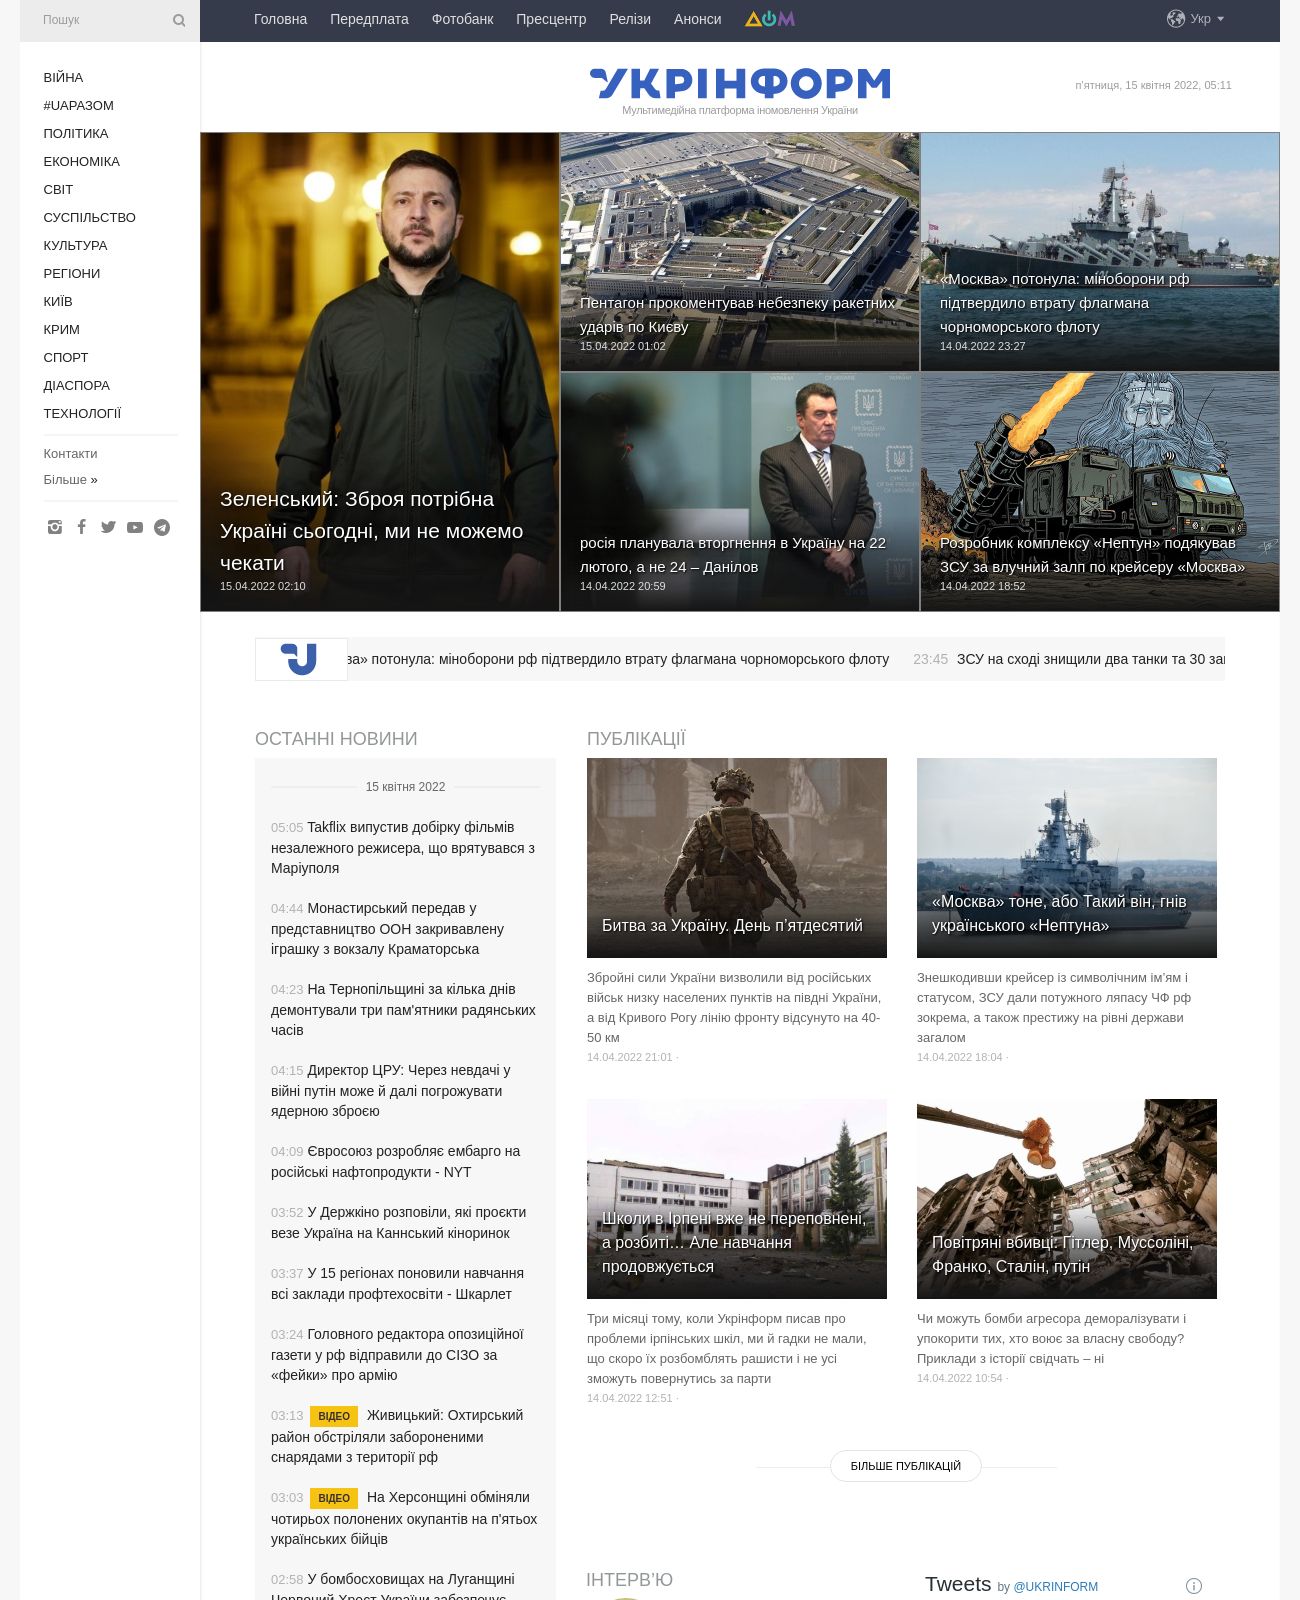 Пошук
Головна Передплата Фотобанк Пресцентр Релізи Анонси ДОМ
Укр
ВІЙНА
#UAРАЗОМ
ПОЛІТИКА
ЕКОНОМІКА
СВІТ
СУСПІЛЬСТВО
КУЛЬТУРА
РЕГІОНИ
КИЇВ
КРИМ
СПОРТ
ДІАСПОРА
ТЕХНОЛОГІЇ
Контакти
Більше »
УКРІНФОРМ
Мультимедійна платформа іномовлення України
п'ятниця, 15 квітня 2022, 05:11
Зеленський: Зброя потрібна
Україні сьогодні, ми не можемо
чекати
15.04.2022 02:10
Пентагон прокоментував небезпеку ракетних
ударів по Києву
15.04.2022 01:02
«Москва» потонула: міноборони рф
підтвердило втрату флагмана
чорноморського флоту
14.04.2022 23:27
росія планувала вторгнення в Україну на 22
лютого, а не 24 – Данілов
14.04.2022 20:59
Розробник комплексу «Нептун» подякував
ЗСУ за влучний залп по крейсеру «Москва»
14.04.2022 18:52
ва» потонула: міноборони рф підтвердило втрату флагмана чорноморського флоту 23:45 ЗСУ на сході знищили два танки та 30 за
ОСТАННІ НОВИНИ
15 квітня 2022
05:05 Takflix випустив добірку фільмів
незалежного режисера, що врятувався з
Маріуполя
04:44 Монастирський передав у
представництво ООН закривавлену
іграшку з вокзалу Краматорська
04:23 На Тернопільщині за кілька днів
демонтували три пам'ятники радянських
часів
04:15 Директор ЦРУ: Через невдачі у
війні путін може й далі погрожувати
ядерною зброєю
04:09 Євросоюз розробляє ембарго на
російські нафтопродукти - NYT
03:52 У Держкіно розповіли, які проєкти
везе Україна на Каннський кіноринок
03:37 У 15 регіонах поновили навчання
всі заклади профтехосвіти - Шкарлет
03:24 Головного редактора опозиційної
газети у рф відправили до СІЗО за
«фейки» про армію
03:13 ВІДЕО Живицький: Охтирський
район обстріляли забороненими
снарядами з території рф
03:03 ВІДЕО На Херсонщині обміняли
чотирьох полонених окупантів на п'ятьох
українських бійців
02:58 У бомбосховищах на Луганщині
Червоний Хрест України забезпечує
ПУБЛІКАЦІЇ
Битва за Україну. День п’ятдесятий
Збройні сили України визволили від російських
військ низку населених пунктів на півдні України,
а від Кривого Рогу лінію фронту відсунуто на 40-
50 км
14.04.2022 21:01 ·
«Москва» тоне, або Такий він, гнів
українського «Нептуна»
Знешкодивши крейсер із символічним ім’ям і
статусом, ЗСУ дали потужного ляпасу ЧФ рф
зокрема, а також престижу на рівні держави
загалом
14.04.2022 18:04 ·
Школи в Ірпені вже не переповнені,
а розбиті… Але навчання
продовжується
Три місяці тому, коли Укрінформ писав про
проблеми ірпінських шкіл, ми й гадки не мали,
що скоро їх розбомблять рашисти і не усі
зможуть повернутись за парти
14.04.2022 12:51 ·
Повітряні вбивці: Гітлер, Муссоліні,
Франко, Сталін, путін
Чи можуть бомби агресора деморалізувати і
упокорити тих, хто воює за власну свободу?
Приклади з історії свідчать – ні
14.04.2022 10:54 ·
БІЛЬШЕ ПУБЛІКАЦІЙ
ІНТЕРВ'Ю
Tweets by @UKRINFORM